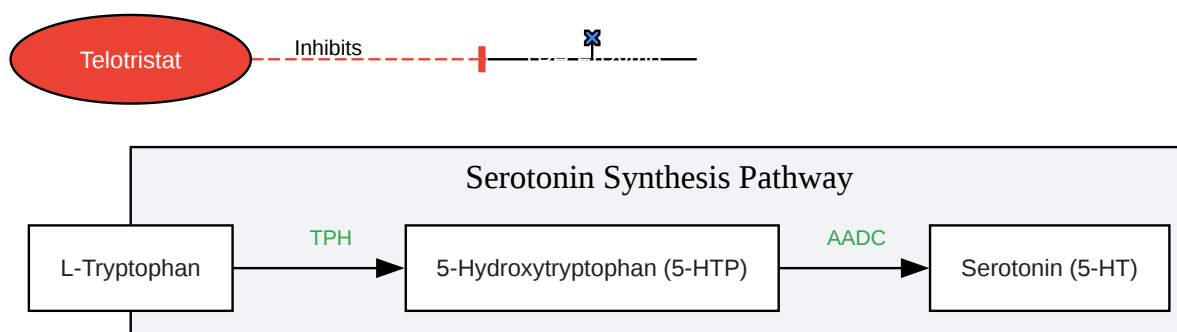 Telotristat
Inhibits
Serotonin Synthesis Pathway
TPH
AADC
L-Tryptophan
5-Hydroxytryptophan (5-HTP)
Serotonin (5-HT)